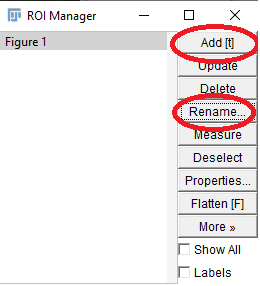 ROI Manager
Figure 1
Add [t]
Update
Delete
Rename...
Measure
Deselect
Properties...
Flatten [F]
More »
Show All
Labels